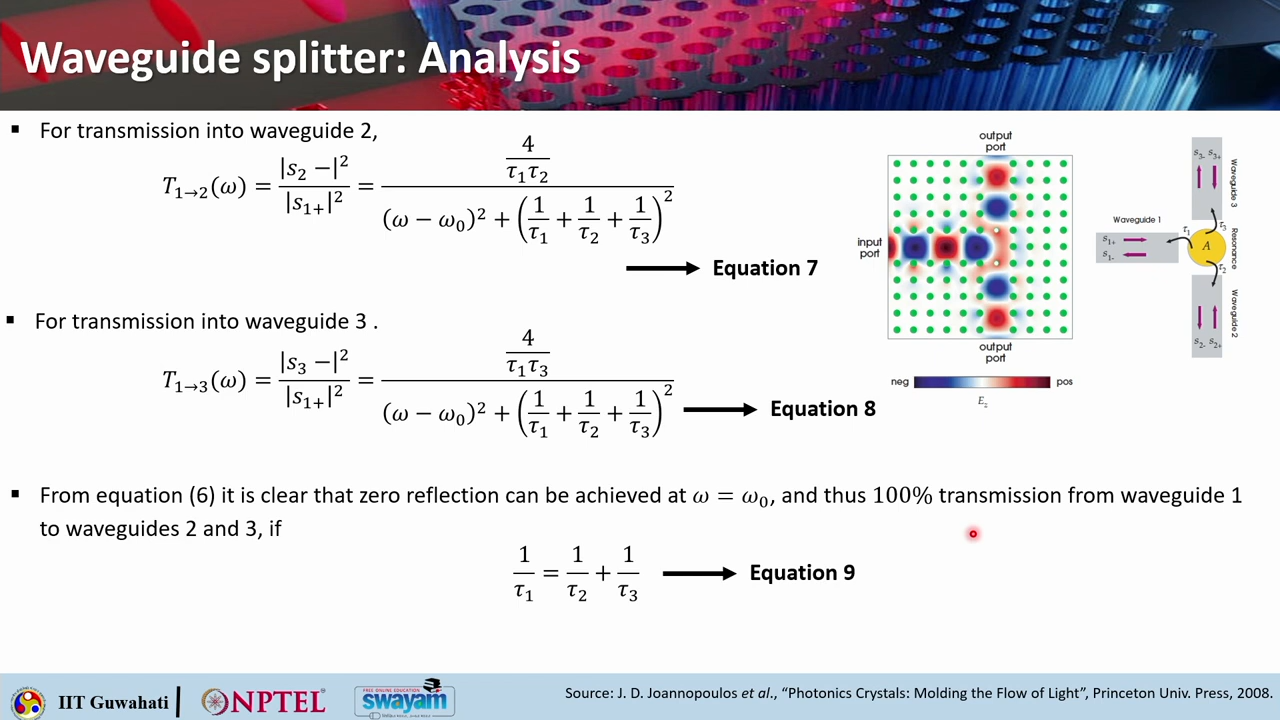 Waveguide splitter: Analysis
▪ For transmission into waveguide 2,
T₁→₂(ω) = |s₂ −|² / |s₁₊|² = (4 / τ₁τ₂) / ((ω − ω₀)² + (1/τ₁ + 1/τ₂ + 1/τ₃)²)
Equation 7
▪ For transmission into waveguide 3 .
T₁→₃(ω) = |s₃ −|² / |s₁₊|² = (4 / τ₁τ₃) / ((ω − ω₀)² + (1/τ₁ + 1/τ₂ + 1/τ₃)²)
Equation 8
output
port
input
port
output
port
neg
pos
E_z
Waveguide 1
s₁₊
s₁₋
s₃₋ s₃₊
Waveguide 3
τ₁
τ₃
A
Resonance
τ₂
Waveguide 2
s₂₋ s₂₊
▪ From equation (6) it is clear that zero reflection can be achieved at ω = ω₀, and thus 100% transmission from waveguide 1
to waveguides 2 and 3, if
1/τ₁ = 1/τ₂ + 1/τ₃
Equation 9
IIT Guwahati
NPTEL
FREE ONLINE EDUCATION
swayam
Source: J. D. Joannopoulos et al., “Photonics Crystals: Molding the Flow of Light”, Princeton Univ. Press, 2008.